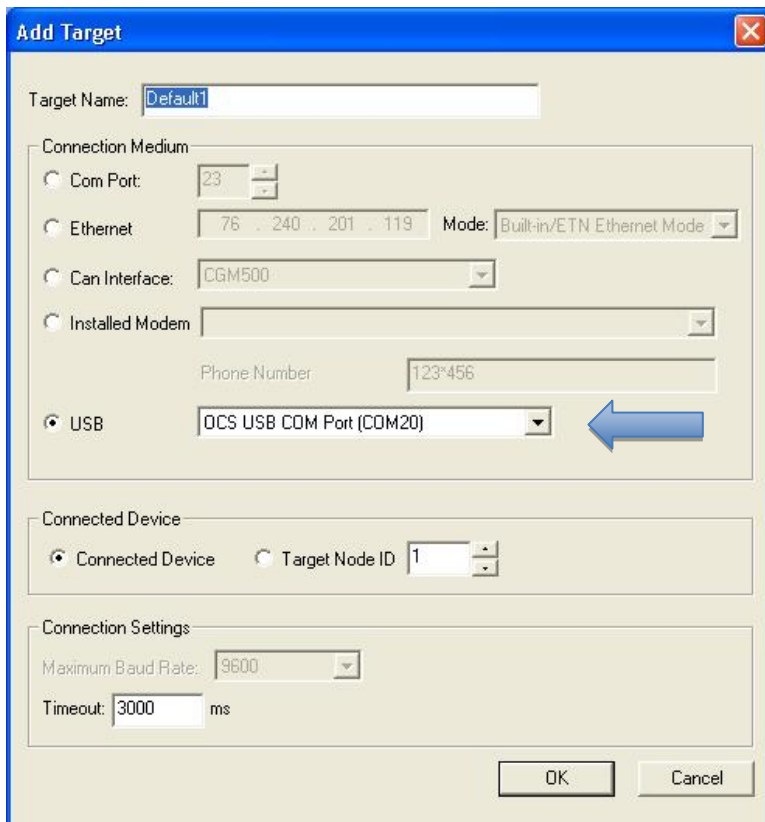 Add Target
Target Name: Default1
Connection Medium
Com Port: 23
Ethernet 76 . 240 . 201 . 119 Mode: Built-in/ETN Ethernet Mode
Can Interface: CGM500
Installed Modem
Phone Number 123*456
USB OCS USB COM Port (COM20)
Connected Device
Connected Device Target Node ID 1
Connection Settings
Maximum Baud Rate: 9600
Timeout: 3000 ms
OK Cancel